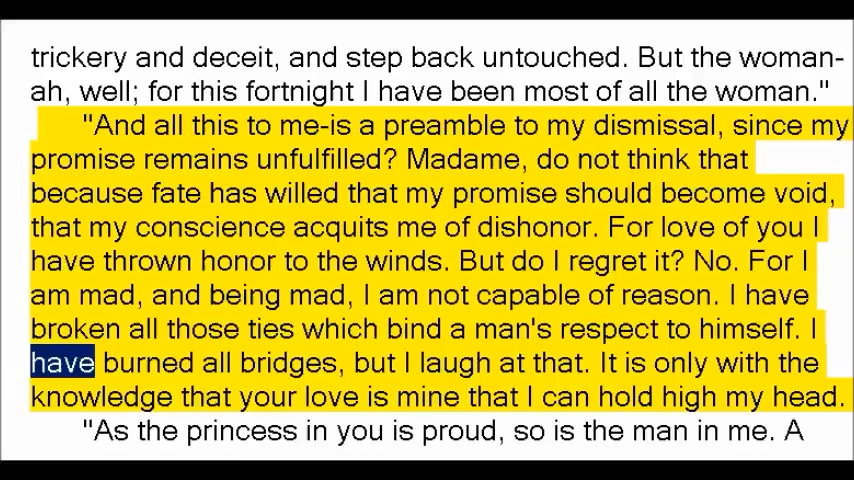 trickery and deceit, and step back untouched. But the woman-
ah, well; for this fortnight I have been most of all the woman."
"And all this to me-is a preamble to my dismissal, since my
promise remains unfulfilled? Madame, do not think that
because fate has willed that my promise should become void,
that my conscience acquits me of dishonor. For love of you I
have thrown honor to the winds. But do I regret it? No. For I
am mad, and being mad, I am not capable of reason. I have
broken all those ties which bind a man's respect to himself. I
have burned all bridges, but I laugh at that. It is only with the
knowledge that your love is mine that I can hold high my head.
"As the princess in you is proud, so is the man in me. A